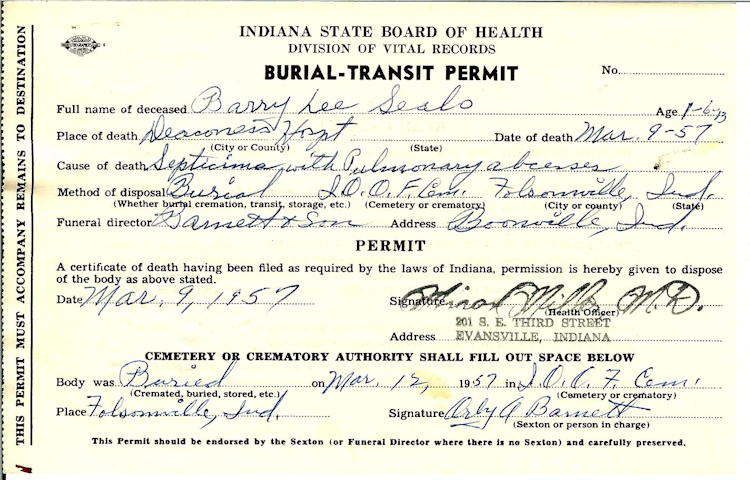 INDIANA STATE BOARD OF HEALTH
DIVISION OF VITAL RECORDS
BURIAL-TRANSIT PERMIT No.
Full name of deceased Barry Lee Seals Age 1-6-13
Place of death Deaconess Hospt Date of death Mar. 9-57
(City or County) (State)
Cause of death Septicima with Pulmonary abcesses
Method of disposal Burial I.O.O.F. Cem. Folsomville, Ind.
(Whether burial cremation, transit, storage, etc.) (Cemetery or crematory) (City or county) (State)
Funeral director Barnett & Son Address Boonville, Ind.
PERMIT
A certificate of death having been filed as required by the laws of Indiana, permission is hereby given to dispose
of the body as above stated.
Date Mar. 9, 1957 Signature M.D.
(Health Officer)
201 S. E. THIRD STREET
Address EVANSVILLE, INDIANA
CEMETERY OR CREMATORY AUTHORITY SHALL FILL OUT SPACE BELOW
Body was Buried on Mar. 12, 1957 in I.O.O.F. Cem.
(Cremated, buried, stored, etc.) (Cemetery or crematory)
Place Folsomville, Ind. Signature Orby A Barnett
(Sexton or person in charge)
This Permit should be endorsed by the Sexton (or Funeral Director where there is no Sexton) and carefully preserved.
THIS PERMIT MUST ACCOMPANY REMAINS TO DESTINATION